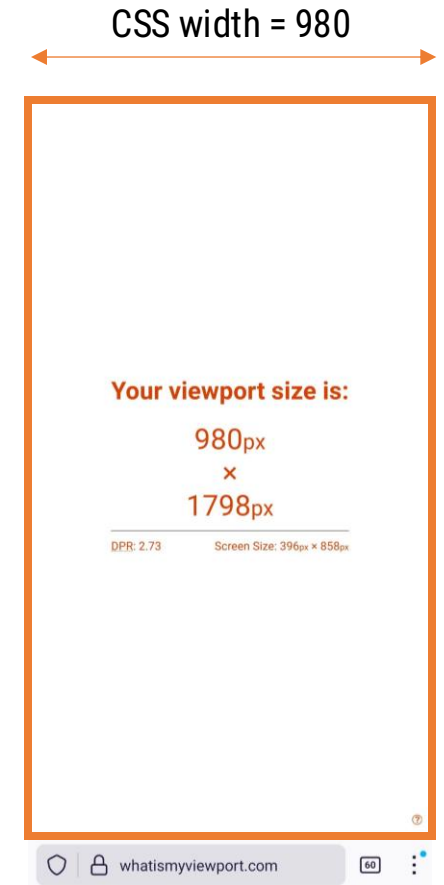 CSS width = 980
Your viewport size is:
980px
×
1798px
DPR: 2.73 Screen Size: 396px × 858px
?
whatismyviewport.com 60